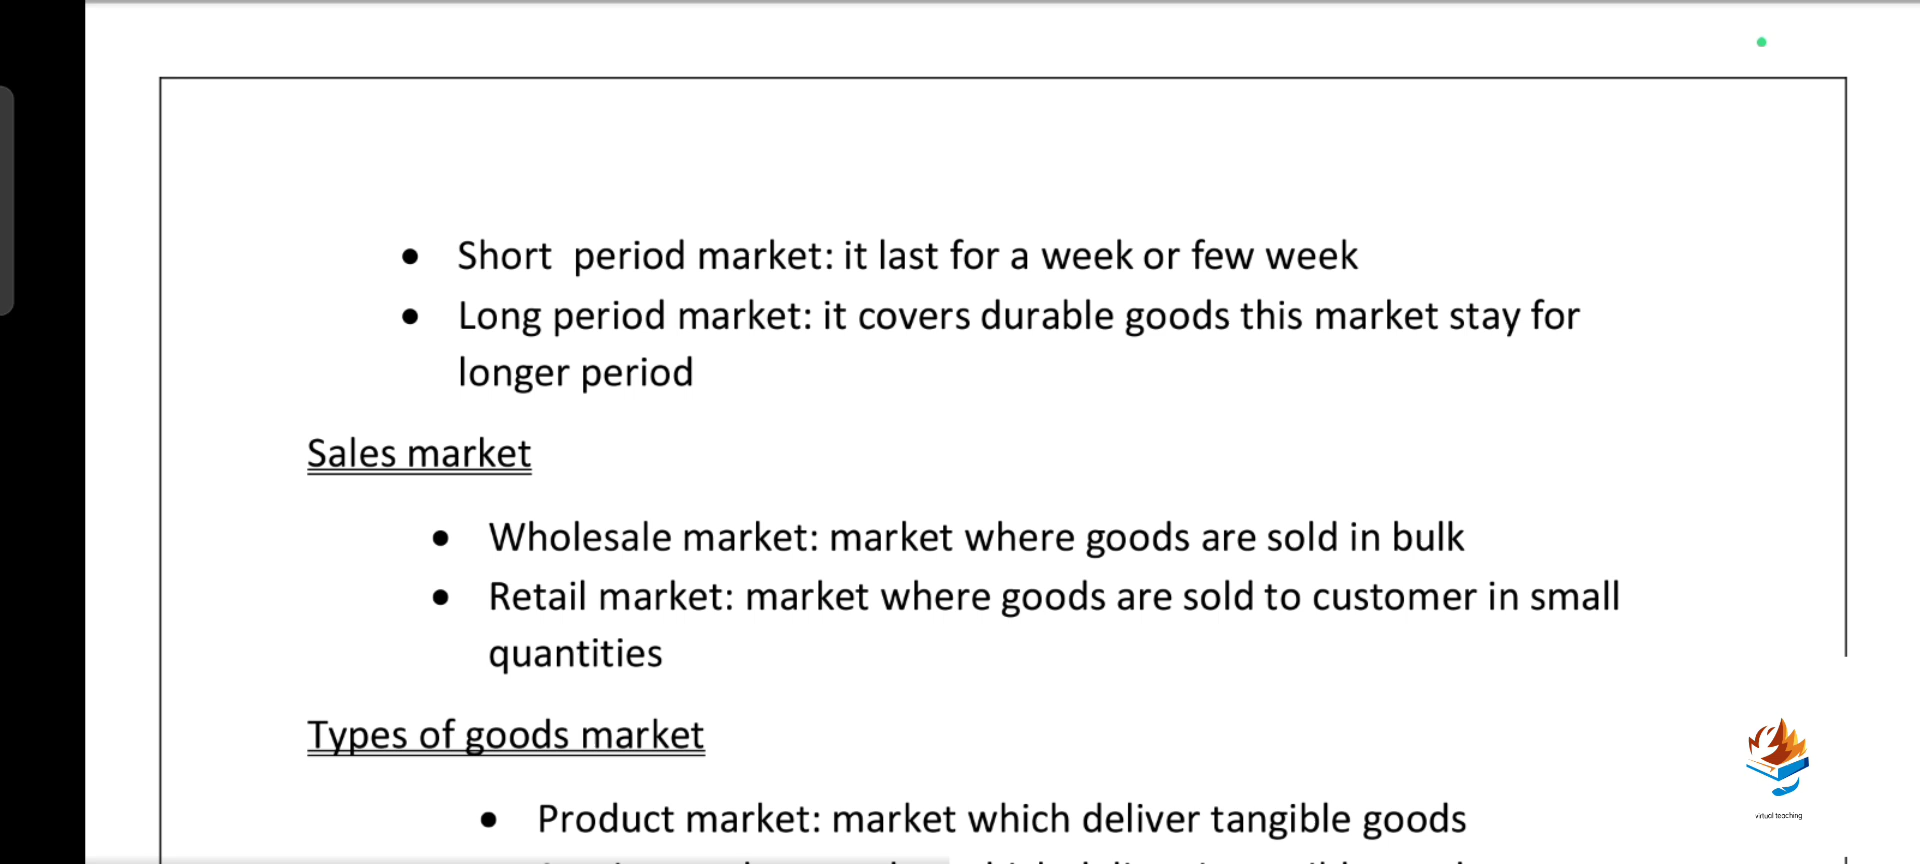 • Short  period market: it last for a week or few week
• Long period market: it covers durable goods this market stay for
longer period
Sales market
• Wholesale market: market where goods are sold in bulk
• Retail market: market where goods are sold to customer in small
quantities
Types of goods market
• Product market: market which deliver tangible goods
virtual teaching